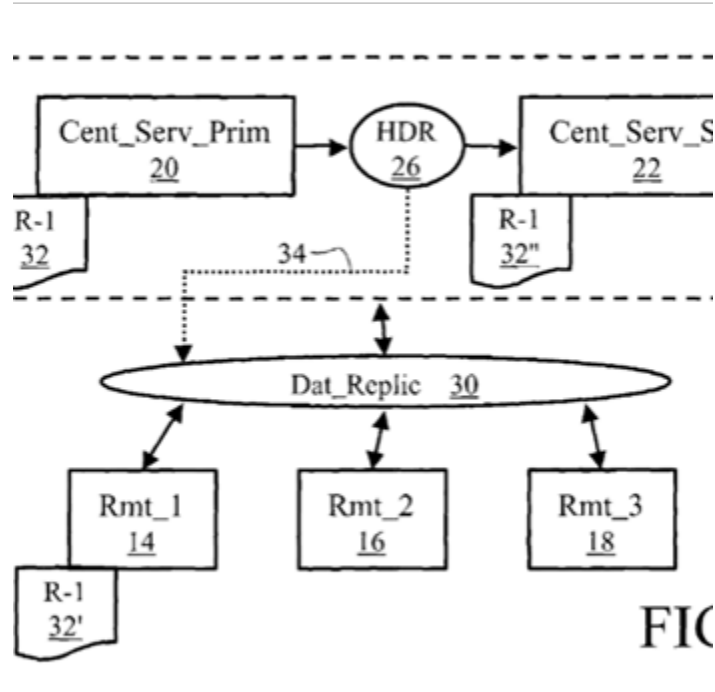 Cent_Serv_Prim
20
HDR
26
Cent_Serv_S
22
R-1
32
34
R-1
32"
Dat_Replic 30
Rmt_1
14
Rmt_2
16
Rmt_3
18
R-1
32'
FIG